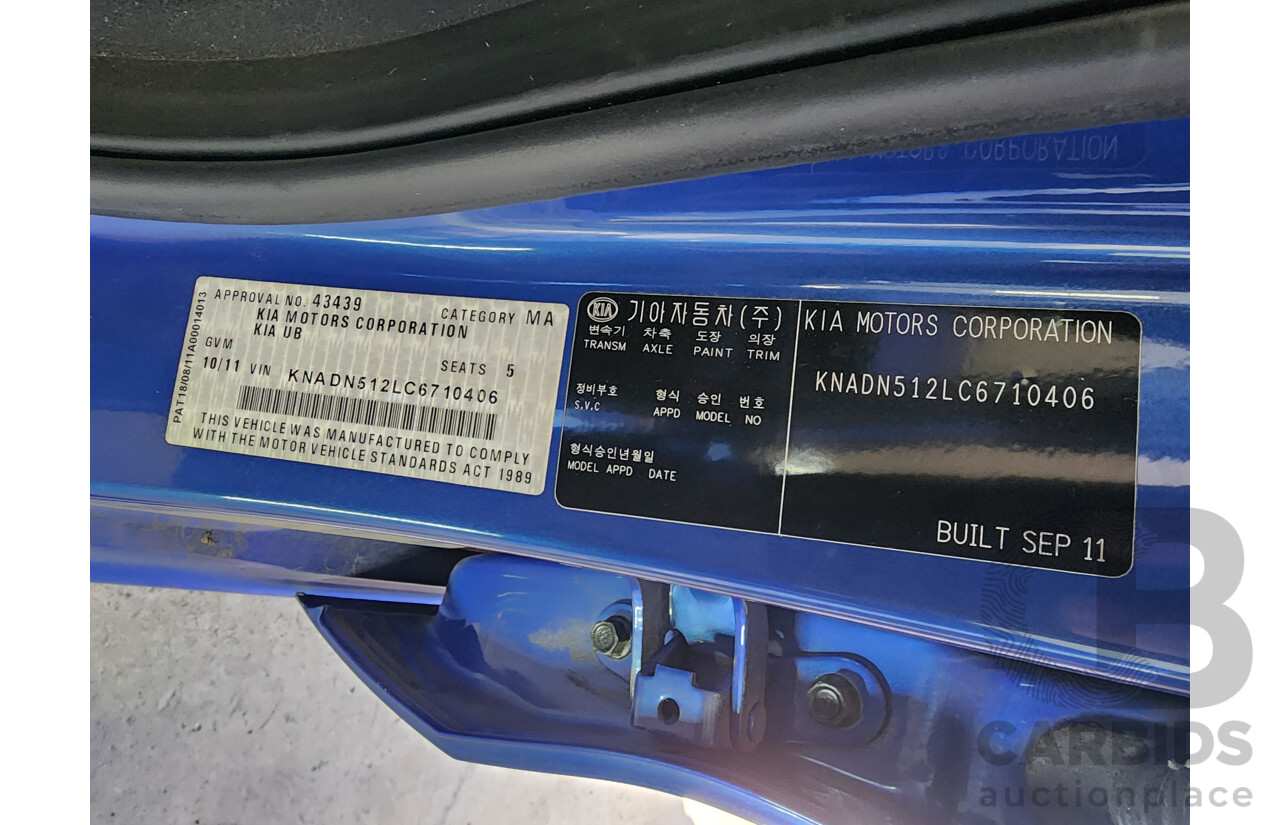 PAT18/08/11A00014013
APPROVAL NO. 43439 CATEGORY MA
KIA MOTORS CORPORATION
KIA UB
GVM SEATS 5
10/11 VIN KNADN512LC6710406
THIS VEHICLE WAS MANUFACTURED TO COMPLY
WITH THE MOTOR VEHICLE STANDARDS ACT 1989
KIA 기아자동차(주)
변속기 차축 도장 의장
TRANSM AXLE PAINT TRIM
정비부호 형식 승인 번호
S.V.C APPD MODEL NO
형식승인년월일
MODEL APPD DATE
KIA MOTORS CORPORATION
KNADN512LC6710406
BUILT SEP 11
MOTORS CORPORATION
CARBIDS
auctionplace